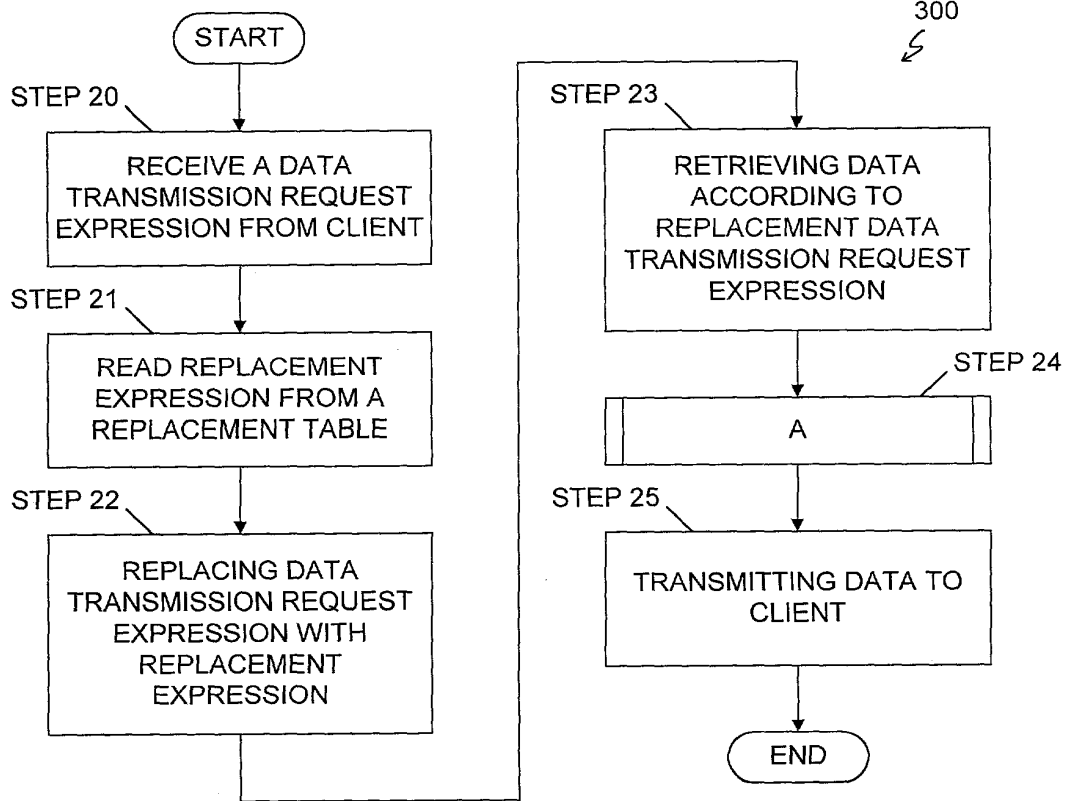 START
STEP 20
RECEIVE A DATA
TRANSMISSION REQUEST
EXPRESSION FROM CLIENT
STEP 21
READ REPLACEMENT
EXPRESSION FROM A
REPLACEMENT TABLE
STEP 22
REPLACING DATA
TRANSMISSION REQUEST
EXPRESSION WITH
REPLACEMENT
EXPRESSION
300
STEP 23
RETRIEVING DATA
ACCORDING TO
REPLACEMENT DATA
TRANSMISSION REQUEST
EXPRESSION
STEP 24
A
STEP 25
TRANSMITTING DATA TO
CLIENT
END